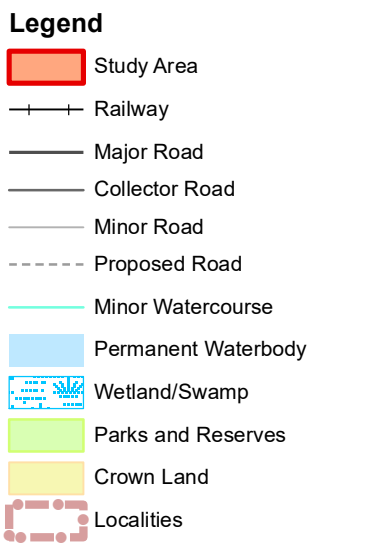 Legend
Study Area
Railway
Major Road
Collector Road
Minor Road
Proposed Road
Minor Watercourse
Permanent Waterbody
Wetland/Swamp
Parks and Reserves
Crown Land
Localities